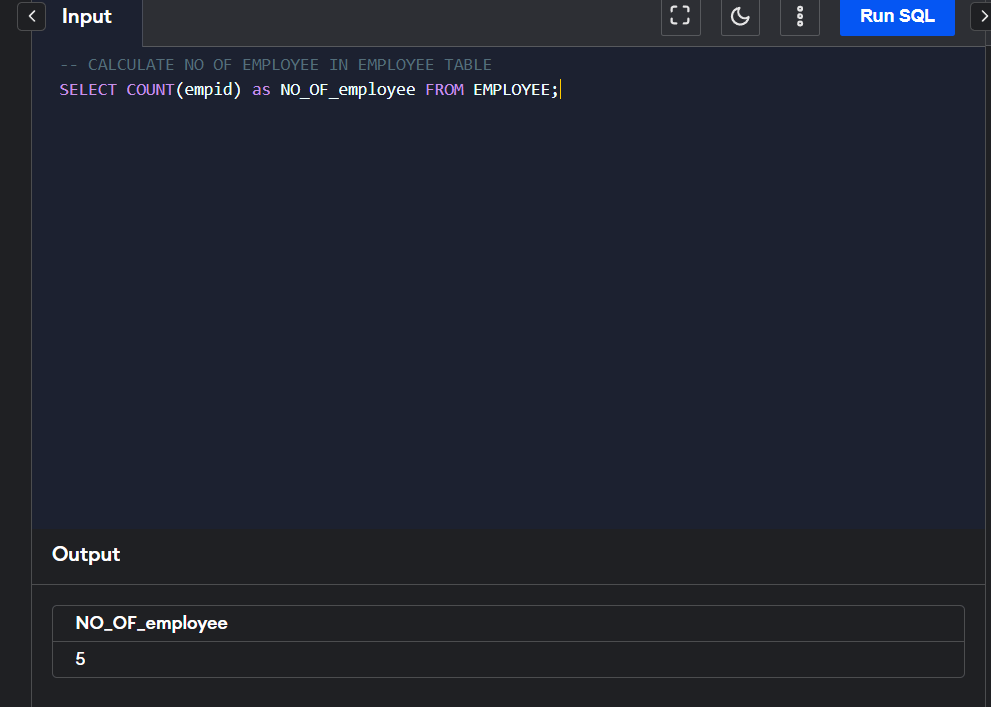 Input
Run SQL
-- CALCULATE NO OF EMPLOYEE IN EMPLOYEE TABLE
SELECT COUNT(empid) as NO_OF_employee FROM EMPLOYEE;
Output
NO_OF_employee
5